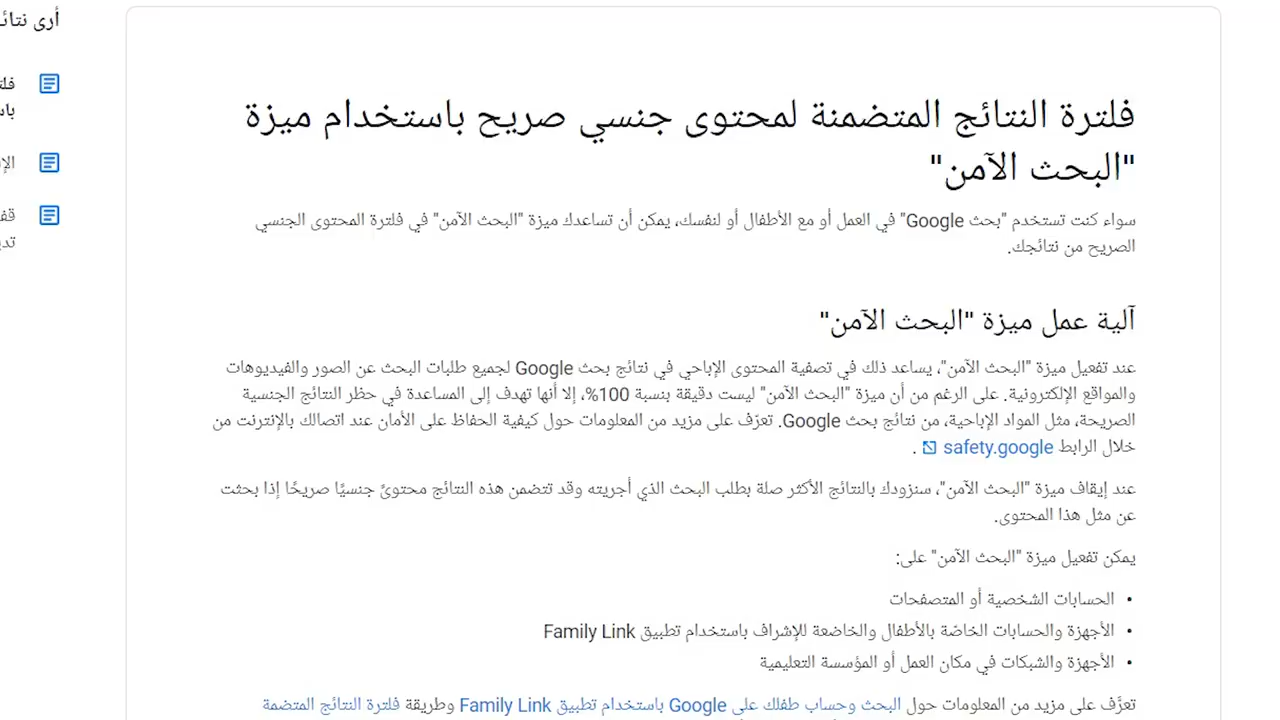 فلترة النتائج المتضمنة لمحتوى جنسي صريح باستخدام ميزة
"البحث الآمن"
سواء كنت تستخدم "بحث Google" في العمل أو مع الأطفال أو لنفسك، يمكن أن تساعدك ميزة "البحث الآمن" في فلترة المحتوى الجنسي
الصريح من نتائجك.
آلية عمل ميزة "البحث الآمن"
عند تفعيل ميزة "البحث الآمن"، يساعد ذلك في تصفية المحتوى الإباحي في نتائج بحث Google لجميع طلبات البحث عن الصور والفيديوهات
والمواقع الإلكترونية. على الرغم من أن ميزة "البحث الآمن" ليست دقيقة بنسبة 100%، إلا أنها تهدف إلى المساعدة في حظر النتائج الجنسية
الصريحة، مثل المواد الإباحية، من نتائج بحث Google. تعرّف على مزيد من المعلومات حول كيفية الحفاظ على الأمان عند اتصالك بالإنترنت من
خلال الرابط safety.google .
عند إيقاف ميزة "البحث الآمن"، سنزودك بالنتائج الأكثر صلة بطلب البحث الذي أجريته وقد تتضمن هذه النتائج محتوىً جنسيًا صريحًا إذا بحثت
عن مثل هذا المحتوى.
يمكن تفعيل ميزة "البحث الآمن" على:
• الحسابات الشخصية أو المتصفحات
• الأجهزة والحسابات الخاصّة بالأطفال والخاضعة للإشراف باستخدام تطبيق Family Link
• الأجهزة والشبكات في مكان العمل أو المؤسسة التعليمية
تعرَّف على مزيد من المعلومات حول البحث وحساب طفلك على Google باستخدام تطبيق Family Link وطريقة فلترة النتائج المتضمة
أرى